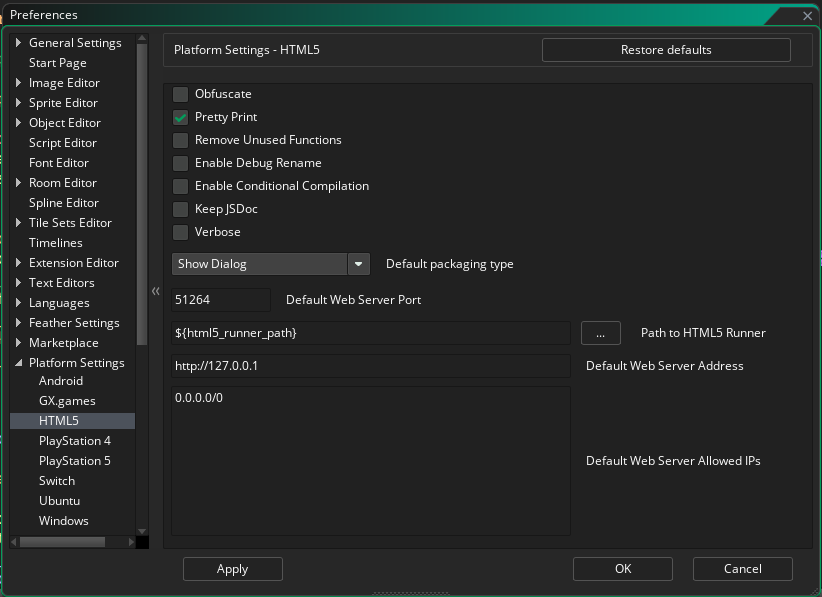 Preferences
General Settings
Start Page
Image Editor
Sprite Editor
Object Editor
Script Editor
Font Editor
Room Editor
Spline Editor
Tile Sets Editor
Timelines
Extension Editor
Text Editors
Languages
Feather Settings
Marketplace
Platform Settings
Android
GX.games
HTML5
PlayStation 4
PlayStation 5
Switch
Ubuntu
Windows
Platform Settings - HTML5
Restore defaults
Obfuscate
Pretty Print
Remove Unused Functions
Enable Debug Rename
Enable Conditional Compilation
Keep JSDoc
Verbose
Show Dialog Default packaging type
51264 Default Web Server Port
${html5_runner_path} ... Path to HTML5 Runner
http://127.0.0.1 Default Web Server Address
0.0.0.0/0
Default Web Server Allowed IPs
Apply OK Cancel